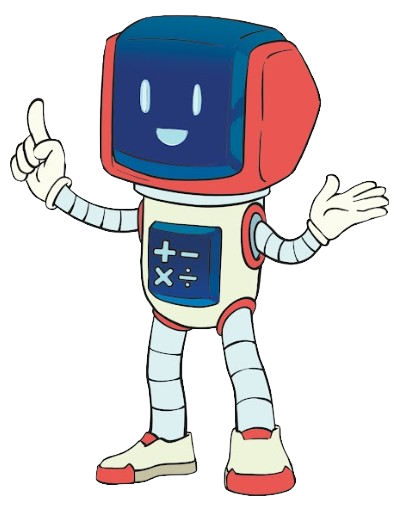 + −
× ÷